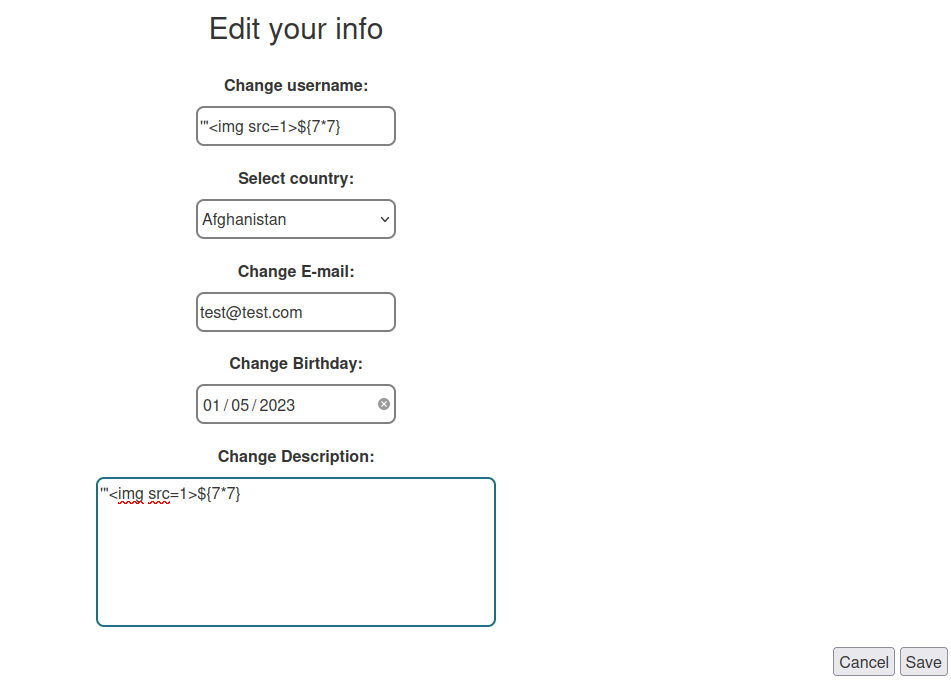 Edit your info
Change username:
'"<img src=1>${7*7}
Select country:
Afghanistan
Change E-mail:
test@test.com
Change Birthday:
01/05/2023
Change Description:
'"<img src=1>${7*7}
Cancel Save